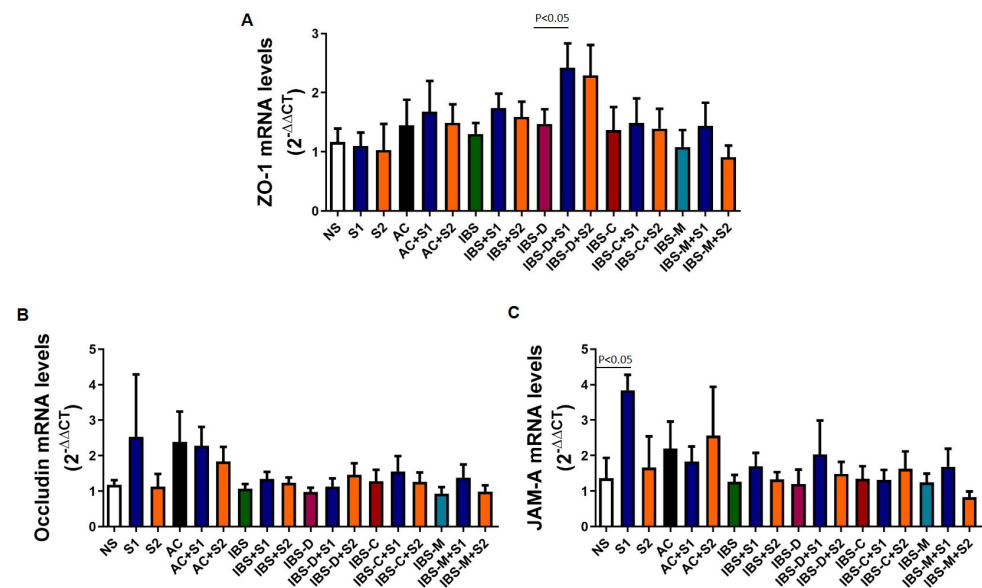 A
P<0.05
ZO-1 mRNA levels
(2-ΔΔCT)
3
2
1
0
NS S1 S2 AC AC+S1 AC+S2 IBS IBS+S1 IBS+S2 IBS-D IBS-D+S1 IBS-D+S2 IBS-C IBS-C+S1 IBS-C+S2 IBS-M IBS-M+S1 IBS-M+S2
B
Occludin mRNA levels
(2-ΔΔCT)
5
4
3
2
1
0
NS S1 S2 AC AC+S1 AC+S2 IBS IBS+S1 IBS+S2 IBS-D IBS-D+S1 IBS-D+S2 IBS-C IBS-C+S1 IBS-C+S2 IBS-M IBS-M+S1 IBS-M+S2
C
P<0.05
JAM-A mRNA levels
(2-ΔΔCT)
5
4
3
2
1
0
NS S1 S2 AC AC+S1 AC+S2 IBS IBS+S1 IBS+S2 IBS-D IBS-D+S1 IBS-D+S2 IBS-C IBS-C+S1 IBS-C+S2 IBS-M IBS-M+S1 IBS-M+S2